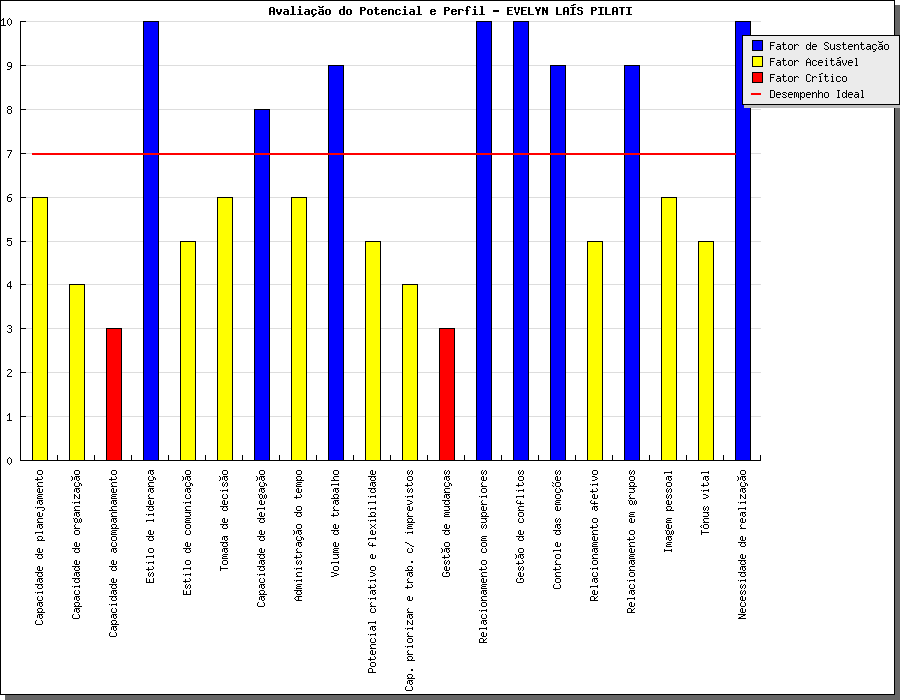 Avaliação do Potencial e Perfil - EVELYN LAÍS PILATI
Fator de Sustentação
Fator Aceitável
Fator Crítico
Desempenho Ideal
10
9
8
7
6
5
4
3
2
1
0
Capacidade de planejamento
Capacidade de organização
Capacidade de acompanhamento
Estilo de liderança
Estilo de comunicação
Tomada de decisão
Capacidade de delegação
Administração do tempo
Volume de trabalho
Potencial criativo e flexibilidade
Cap. priorizar e trab. c/ imprevistos
Gestão de mudanças
Relacionamento com superiores
Gestão de conflitos
Controle das emoções
Relacionamento afetivo
Relacionamento em grupos
Imagem pessoal
Tônus vital
Necessidade de realização